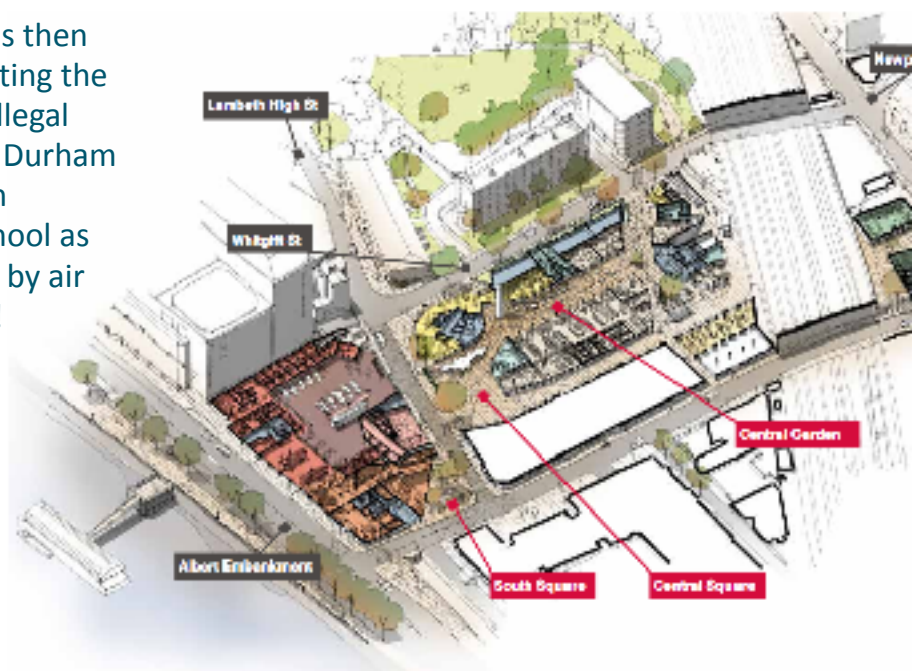 s then
ting the
llegal
Durham
hool as
by air
Lambeth High St
Whitgift St
Central Garden
Albert Embankment
South Square
Central Square